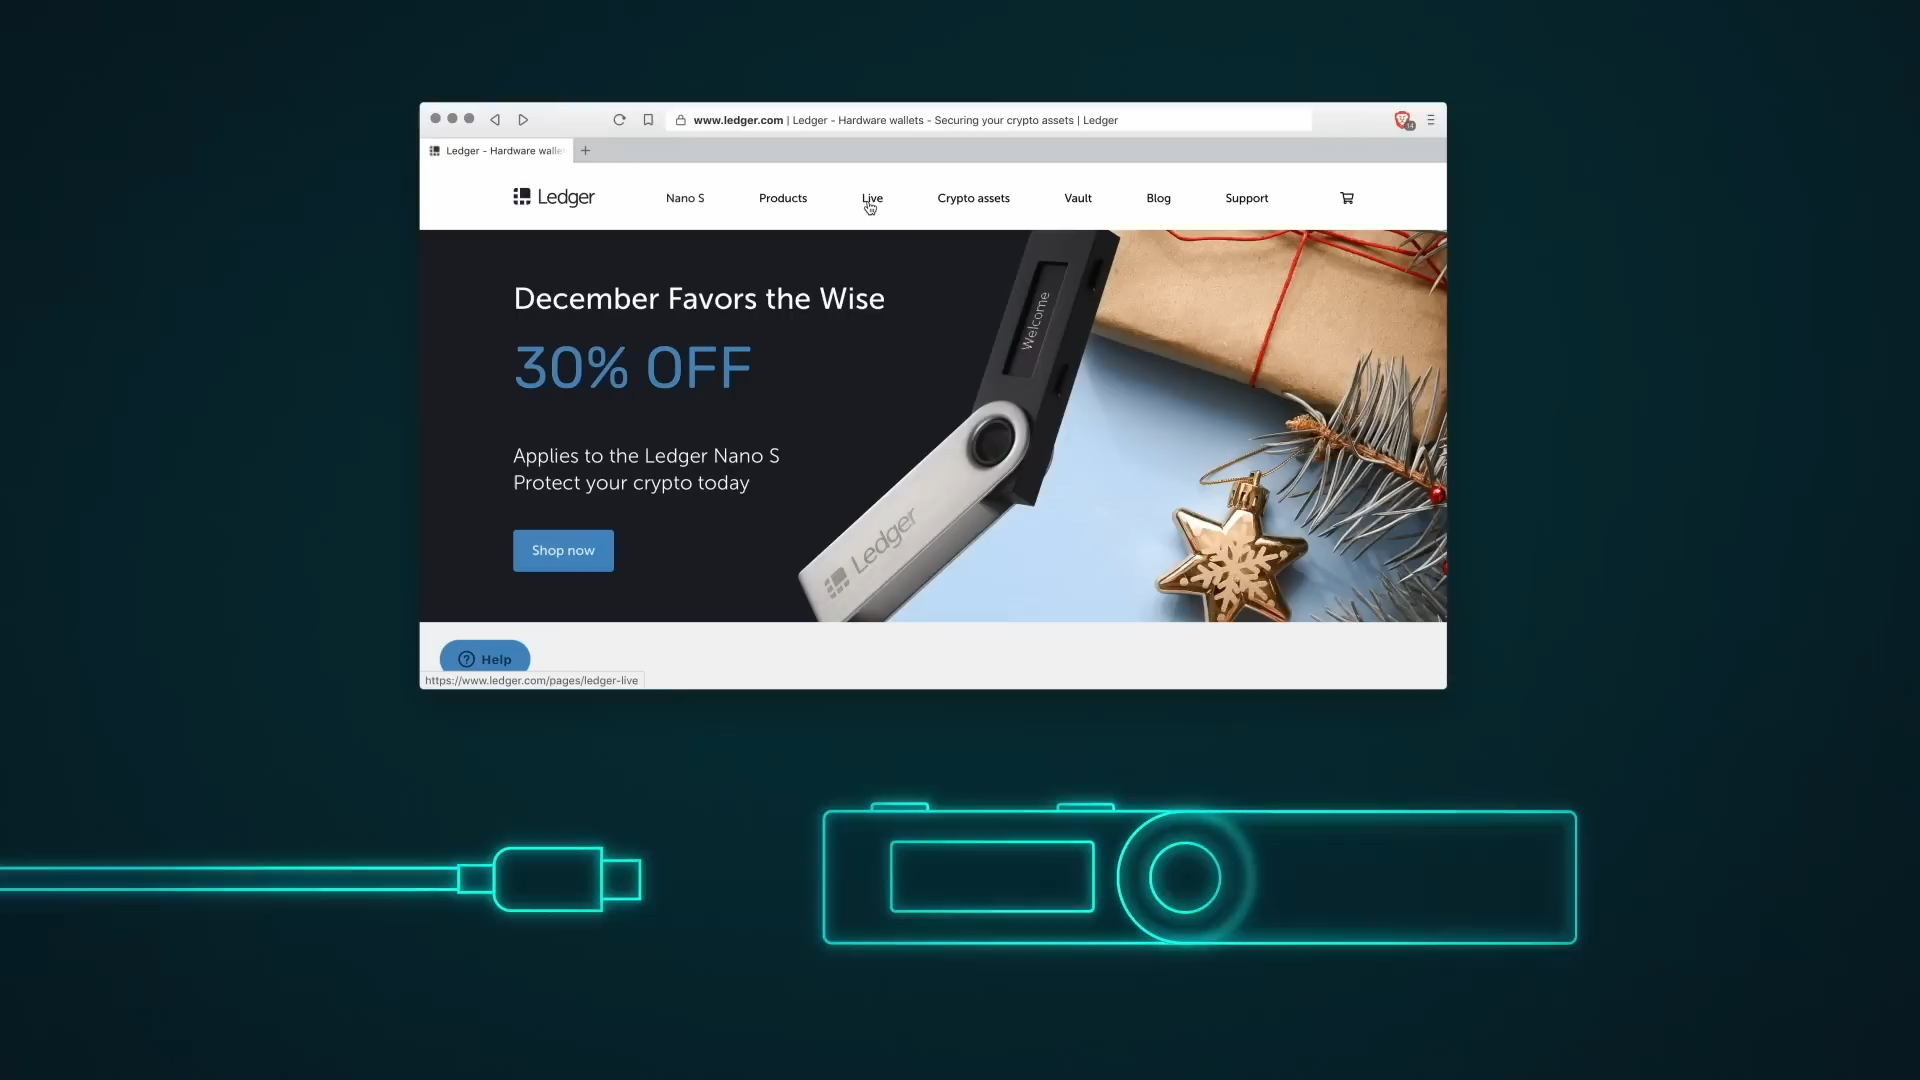 www.ledger.com | Ledger - Hardware wallets - Securing your crypto assets | Ledger
14
Ledger - Hardware walle
Ledger
Nano S
Products
Live
Crypto assets
Vault
Blog
Support
December Favors the Wise
30% OFF
Applies to the Ledger Nano S
Protect your crypto today
Shop now
Welcome
Ledger
Help
https://www.ledger.com/pages/ledger-live